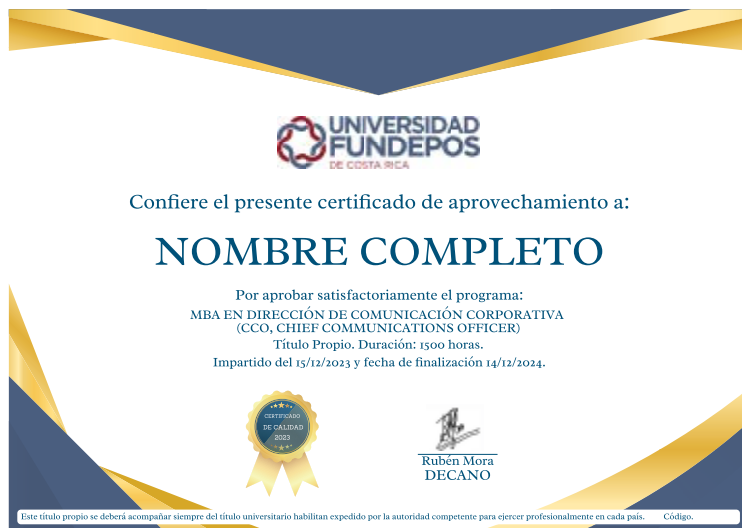 UNIVERSIDAD
FUNDEPOS
DE COSTA RICA
Confiere el presente certificado de aprovechamiento a:
NOMBRE COMPLETO
Por aprobar satisfactoriamente el programa:
MBA EN DIRECCIÓN DE COMUNICACIÓN CORPORATIVA
(CCO, CHIEF COMMUNICATIONS OFFICER)
Título Propio. Duración: 1500 horas.
Impartido del 15/12/2023 y fecha de finalización 14/12/2024.
CERTIFICADO
DE CALIDAD
2023
Rubén Mora
DECANO
Este título propio se deberá acompañar siempre del título universitario habilitan expedido por la autoridad competente para ejercer profesionalmente en cada país. Código.